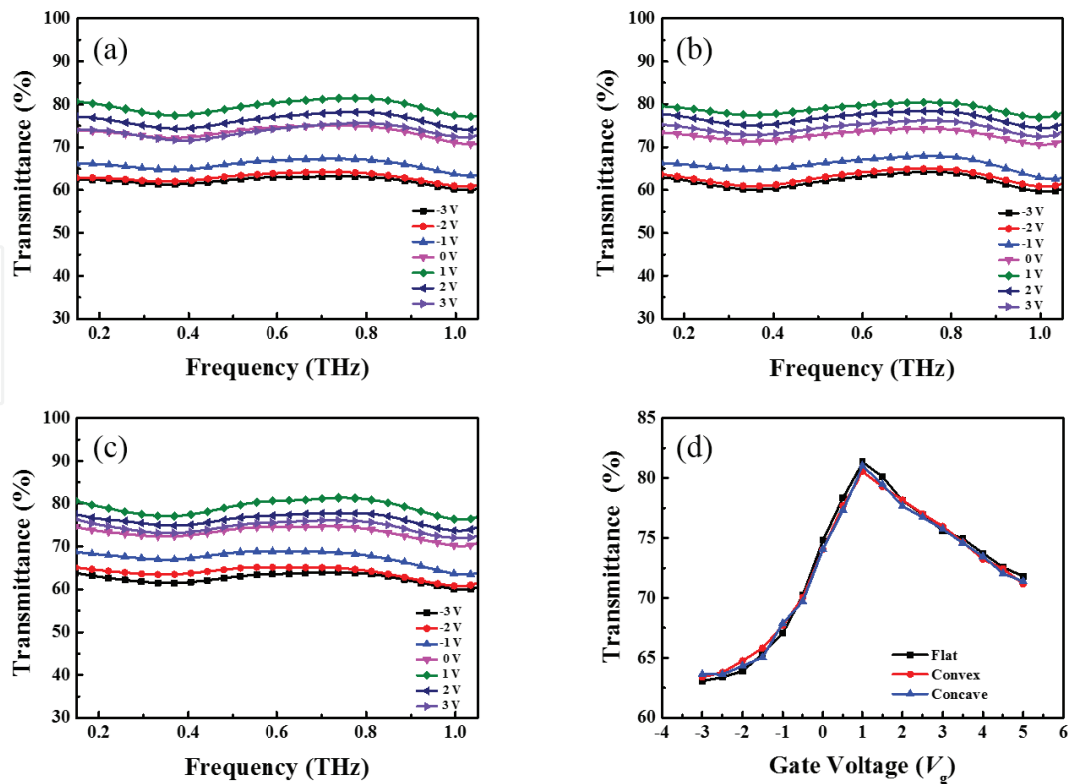 (a)
Transmittance (%)
100
90
80
70
60
50
40
30
0.2 0.4 0.6 0.8 1.0
Frequency (THz)
-3 V
-2 V
-1 V
0 V
1 V
2 V
3 V
(b)
Transmittance (%)
100
90
80
70
60
50
40
30
0.2 0.4 0.6 0.8 1.0
Frequency (THz)
-3 V
-2 V
-1 V
0 V
1 V
2 V
3 V
(c)
Transmittance (%)
100
90
80
70
60
50
40
30
0.2 0.4 0.6 0.8 1.0
Frequency (THz)
-3 V
-2 V
-1 V
0 V
1 V
2 V
3 V
(d)
Transmittance (%)
85
80
75
70
65
60
-4 -3 -2 -1 0 1 2 3 4 5 6
Gate Voltage (Vg)
Flat
Convex
Concave